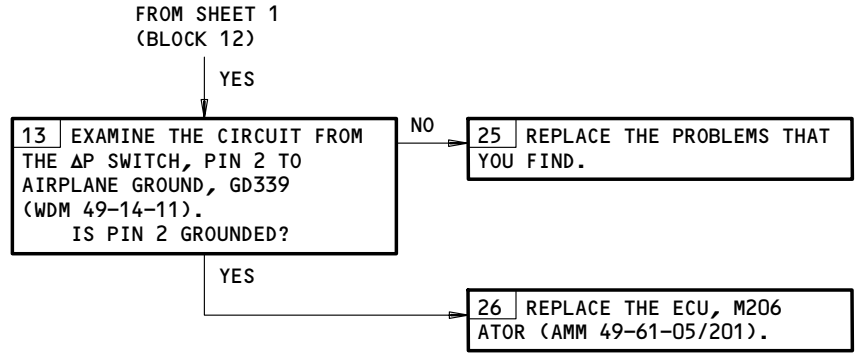 FROM SHEET 1
(BLOCK 12)
YES
13 EXAMINE THE CIRCUIT FROM
THE ΔP SWITCH, PIN 2 TO
AIRPLANE GROUND, GD339
(WDM 49-14-11).
IS PIN 2 GROUNDED?
NO
25 REPLACE THE PROBLEMS THAT
YOU FIND.
YES
26 REPLACE THE ECU, M206
ATOR (AMM 49-61-05/201).